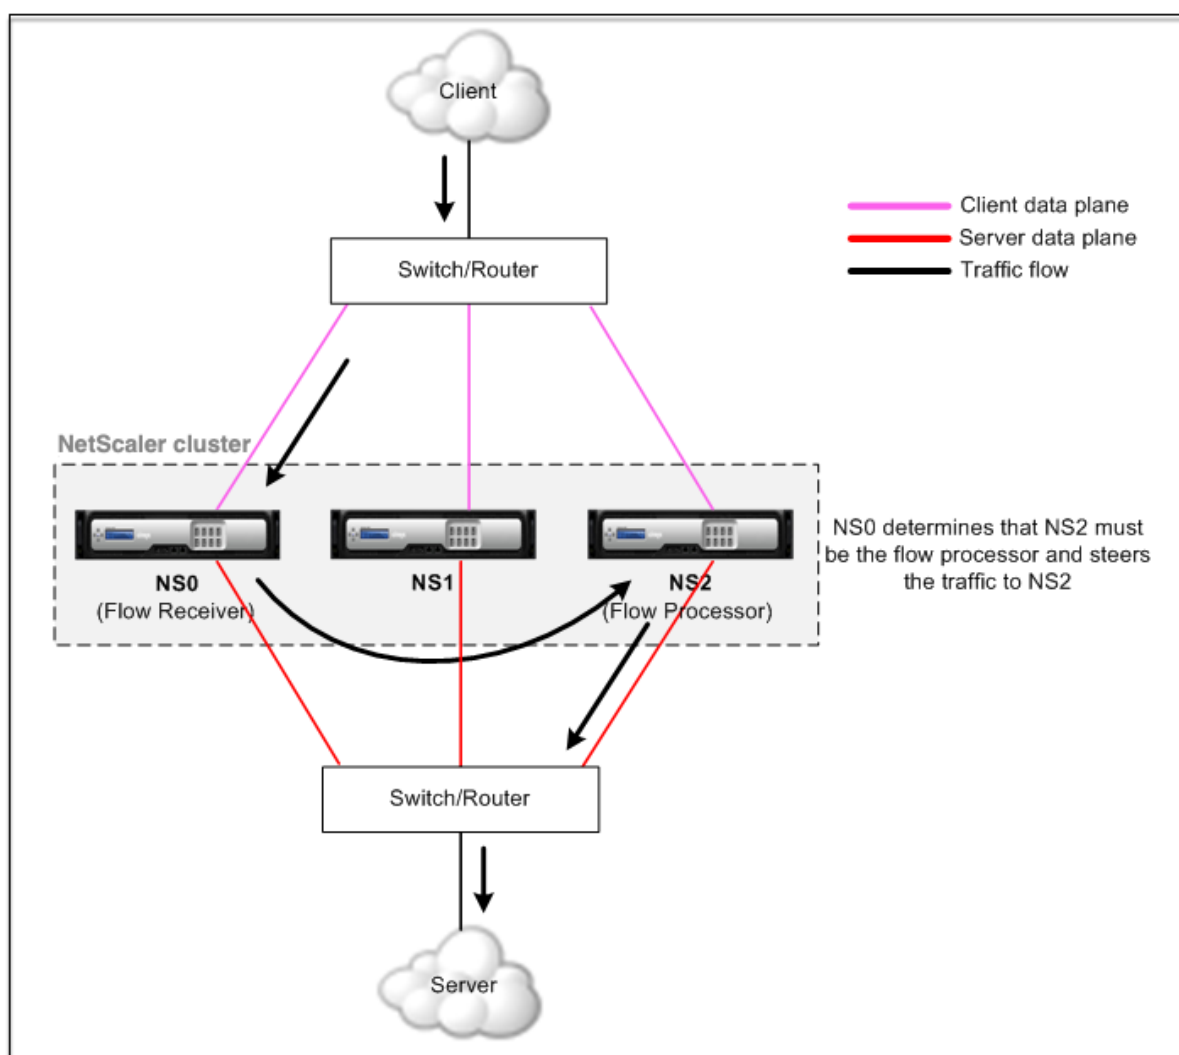 Client
Client data plane
Server data plane
Traffic flow
Switch/Router
NetScaler cluster
NS0
(Flow Receiver)
NS1
NS2
(Flow Processor)
NS0 determines that NS2 must
be the flow processor and steers
the traffic to NS2
Switch/Router
Server